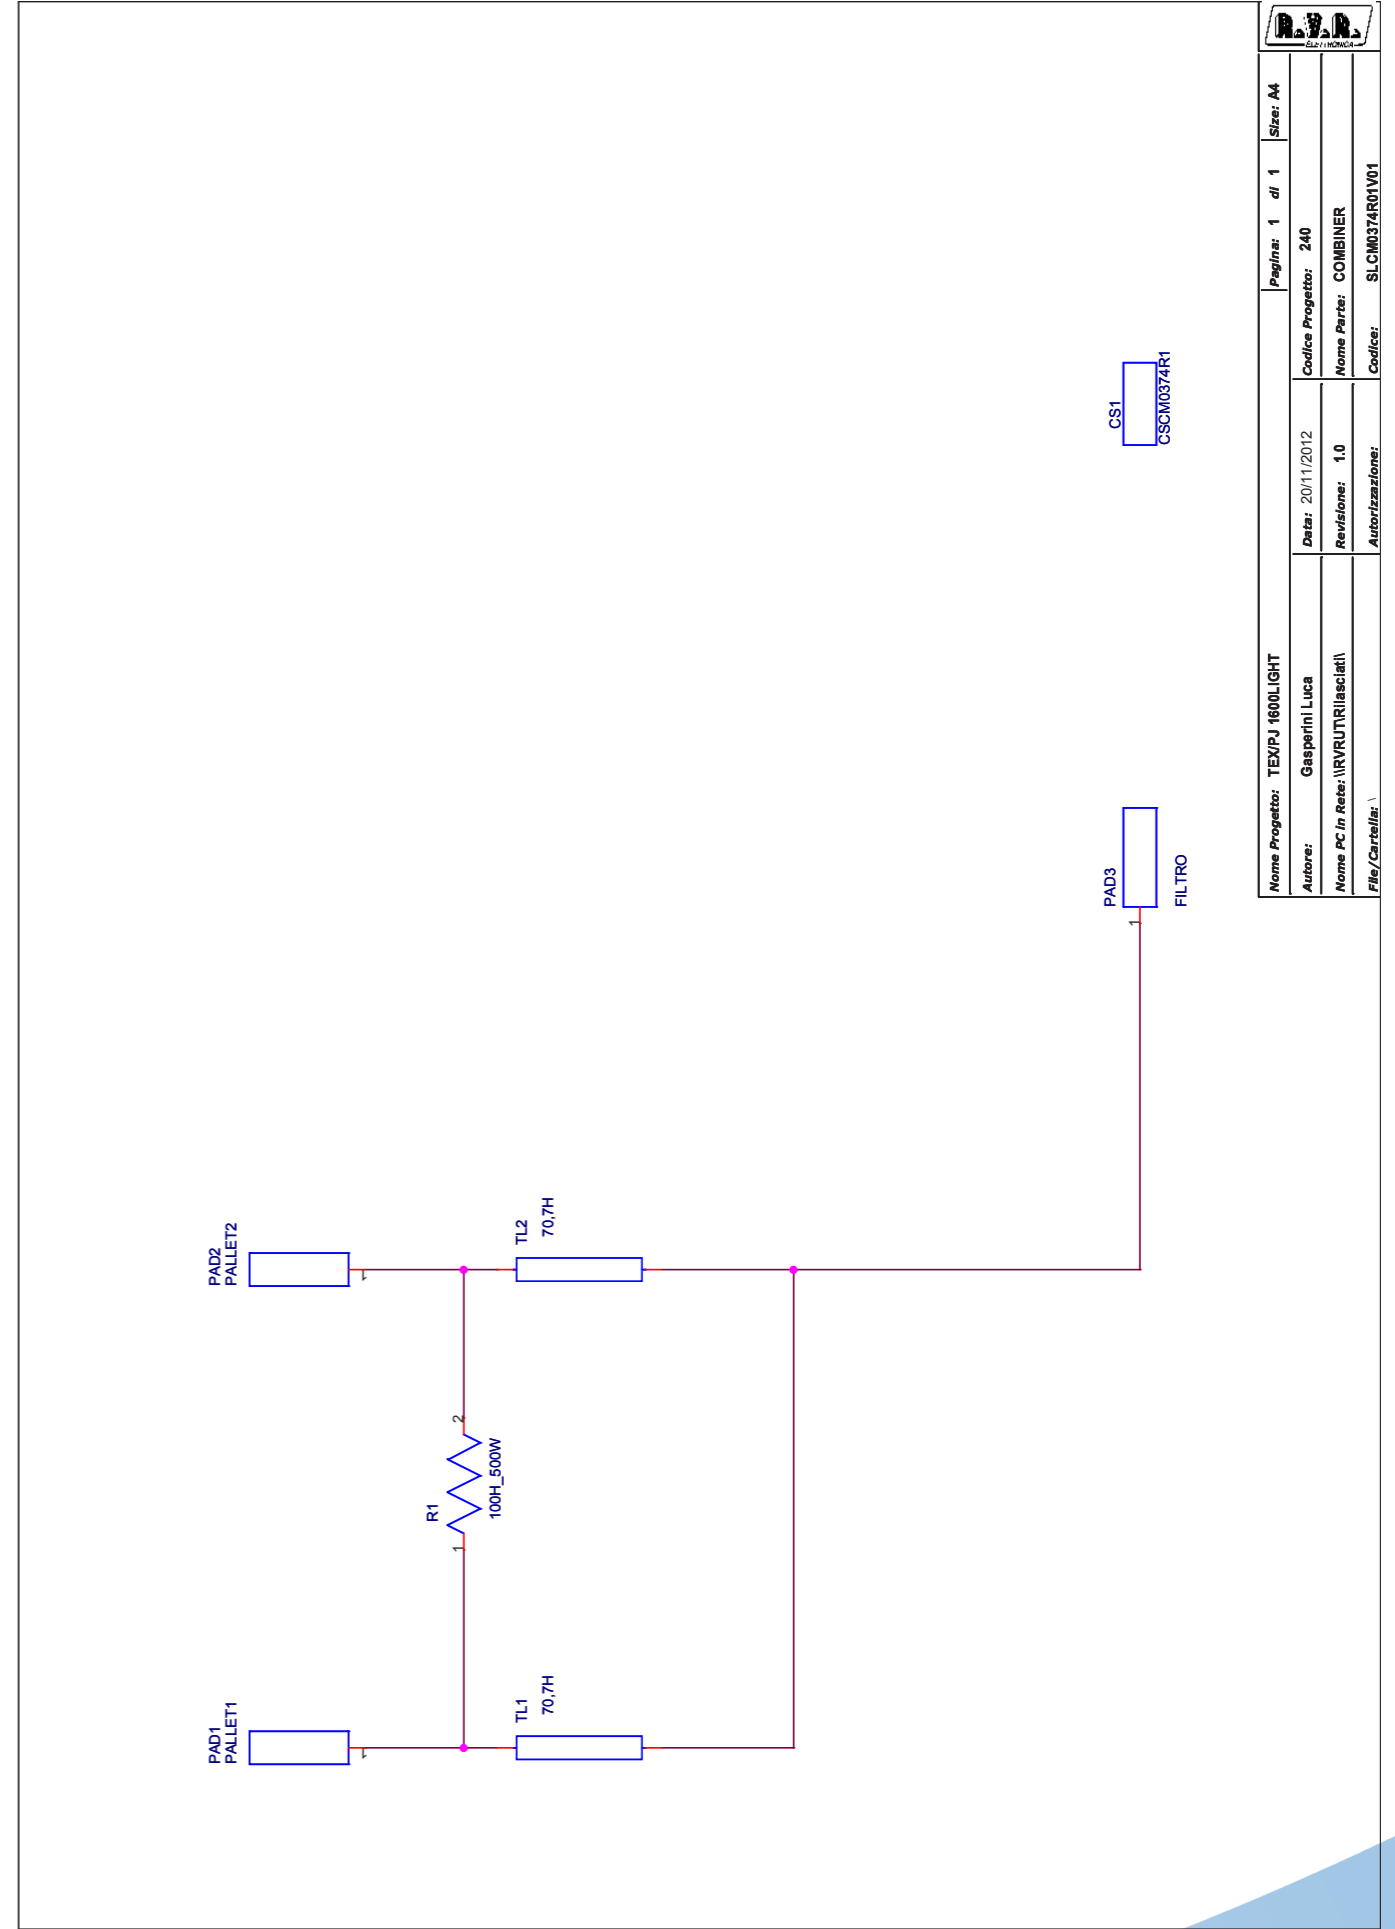 PAD1
PALLET1
1
PAD2
PALLET2
1
R1
1
2
100H_500W
TL1
70,7H
TL2
70,7H
PAD3
1
FILTRO
CS1
CSCM0374R1
R.V.R.
ELETTRONICA
Nome Progetto: TEX/PJ 1600LIGHT Pagina: 1 di 1 Size: A4
Autore: Gasperini Luca Data: 20/11/2012 Codice Progetto: 240
Nome PC in Rete: \\RVRUT\Rilasciati\ Revisione: 1.0 Nome Parte: COMBINER
File/Cartella: \ Autorizzazione: Codice: SLCM0374R01V01